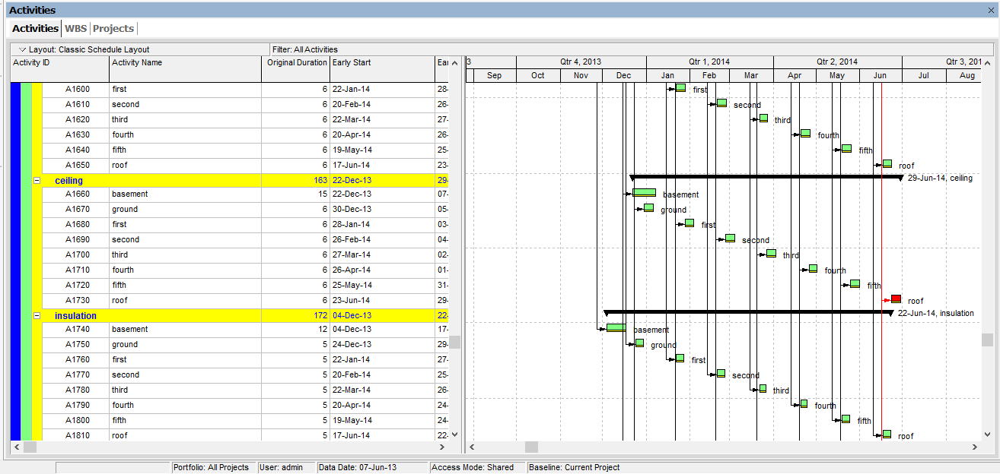 Activities
Activities WBS Projects
Layout: Classic Schedule Layout Filter: All Activities
Activity ID Activity Name Original Duration Early Start Ear 3 Qtr 4, 2013 Qtr 1, 2014 Qtr 2, 2014 Qtr 3, 201
Sep Oct Nov Dec Jan Feb Mar Apr May Jun Jul Aug
A1600 first 6 22-Jan-14 28- first
A1610 second 6 20-Feb-14 26- second
A1620 third 6 22-Mar-14 27- third
A1630 fourth 6 20-Apr-14 26- fourth
A1640 fifth 6 19-May-14 25- fifth
A1650 roof 6 17-Jun-14 23- roof
ceiling 163 22-Dec-13 29- 29-Jun-14, ceiling
A1660 basement 15 22-Dec-13 07- basement
A1670 ground 6 30-Dec-13 05- ground
A1680 first 6 28-Jan-14 03- first
A1690 second 6 26-Feb-14 04- second
A1700 third 6 27-Mar-14 02- third
A1710 fourth 6 26-Apr-14 01- fourth
A1720 fifth 6 25-May-14 31- fifth
A1730 roof 6 23-Jun-14 29- roof
insulation 172 04-Dec-13 22- 22-Jun-14, insulation
A1740 basement 12 04-Dec-13 17- basement
A1750 ground 5 24-Dec-13 29- ground
A1760 first 5 22-Jan-14 27- first
A1770 second 5 20-Feb-14 25- second
A1780 third 5 22-Mar-14 26- third
A1790 fourth 5 20-Apr-14 24- fourth
A1800 fifth 5 19-May-14 24- fifth
A1810 roof 5 17-Jun-14 22- roof
Portfolio: All Projects User: admin Data Date: 07-Jun-13 Access Mode: Shared Baseline: Current Project